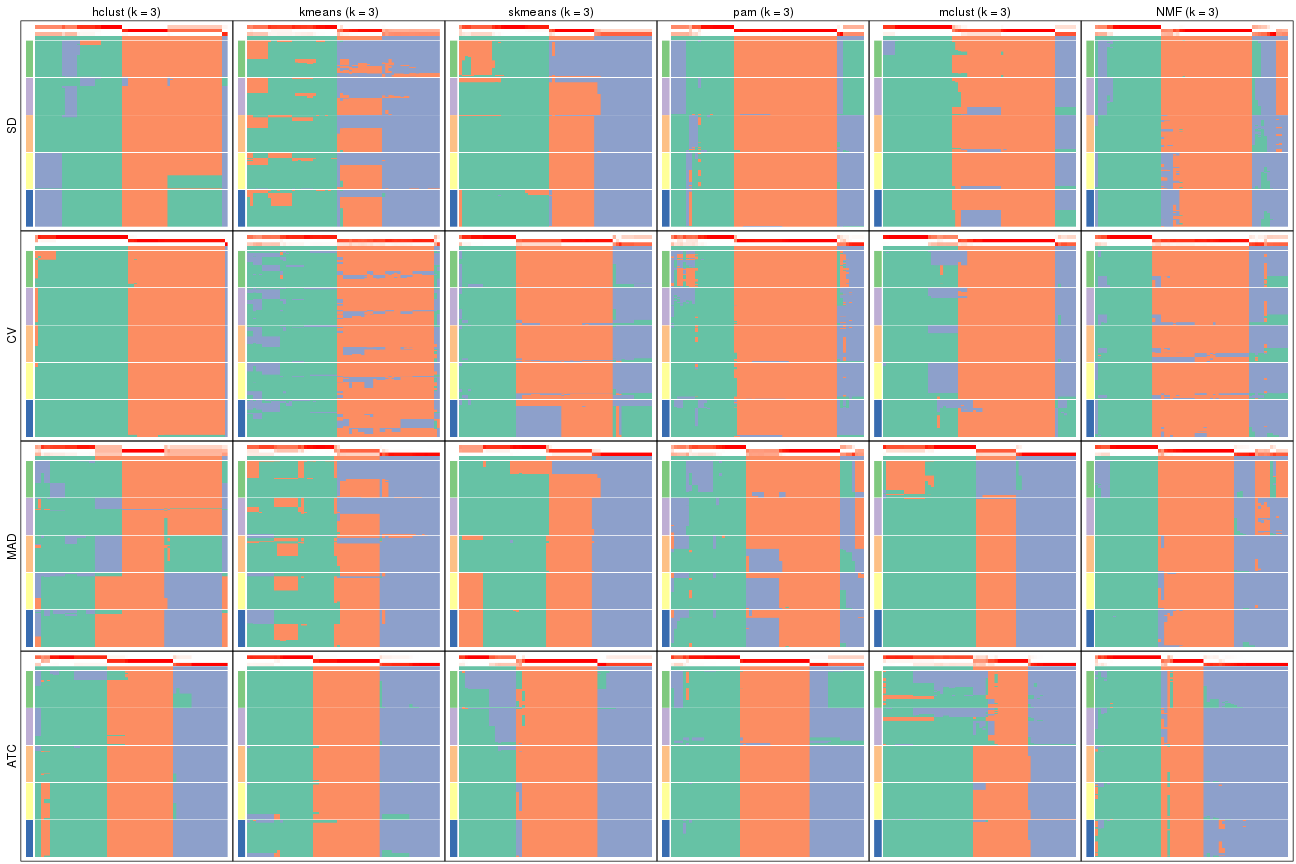 hclust (k = 3) kmeans (k = 3) skmeans (k = 3) pam (k = 3) mclust (k = 3) NMF (k = 3)
SD
CV
MAD
ATC